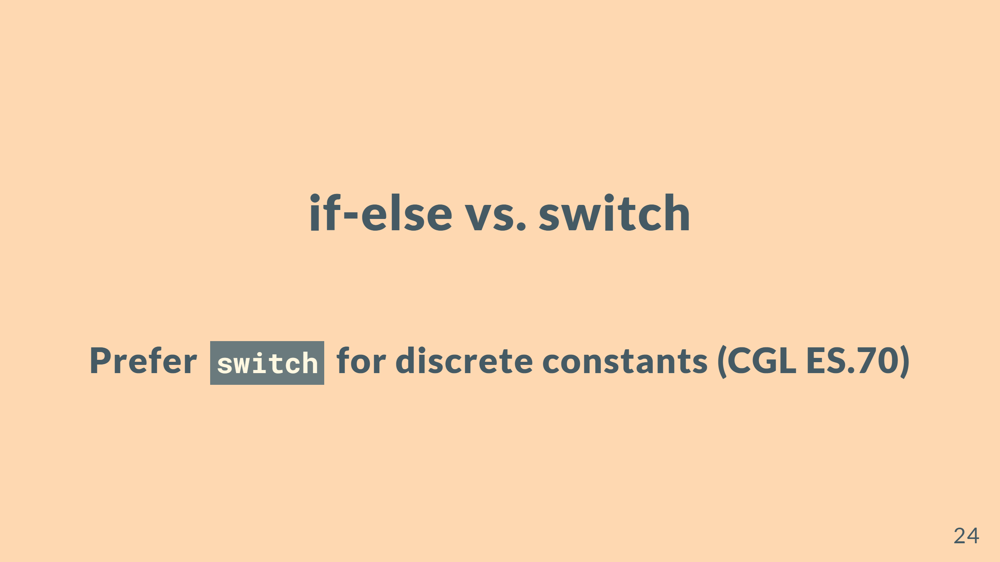 if-else vs. switch
Prefer switch for discrete constants (CGL ES.70)
24